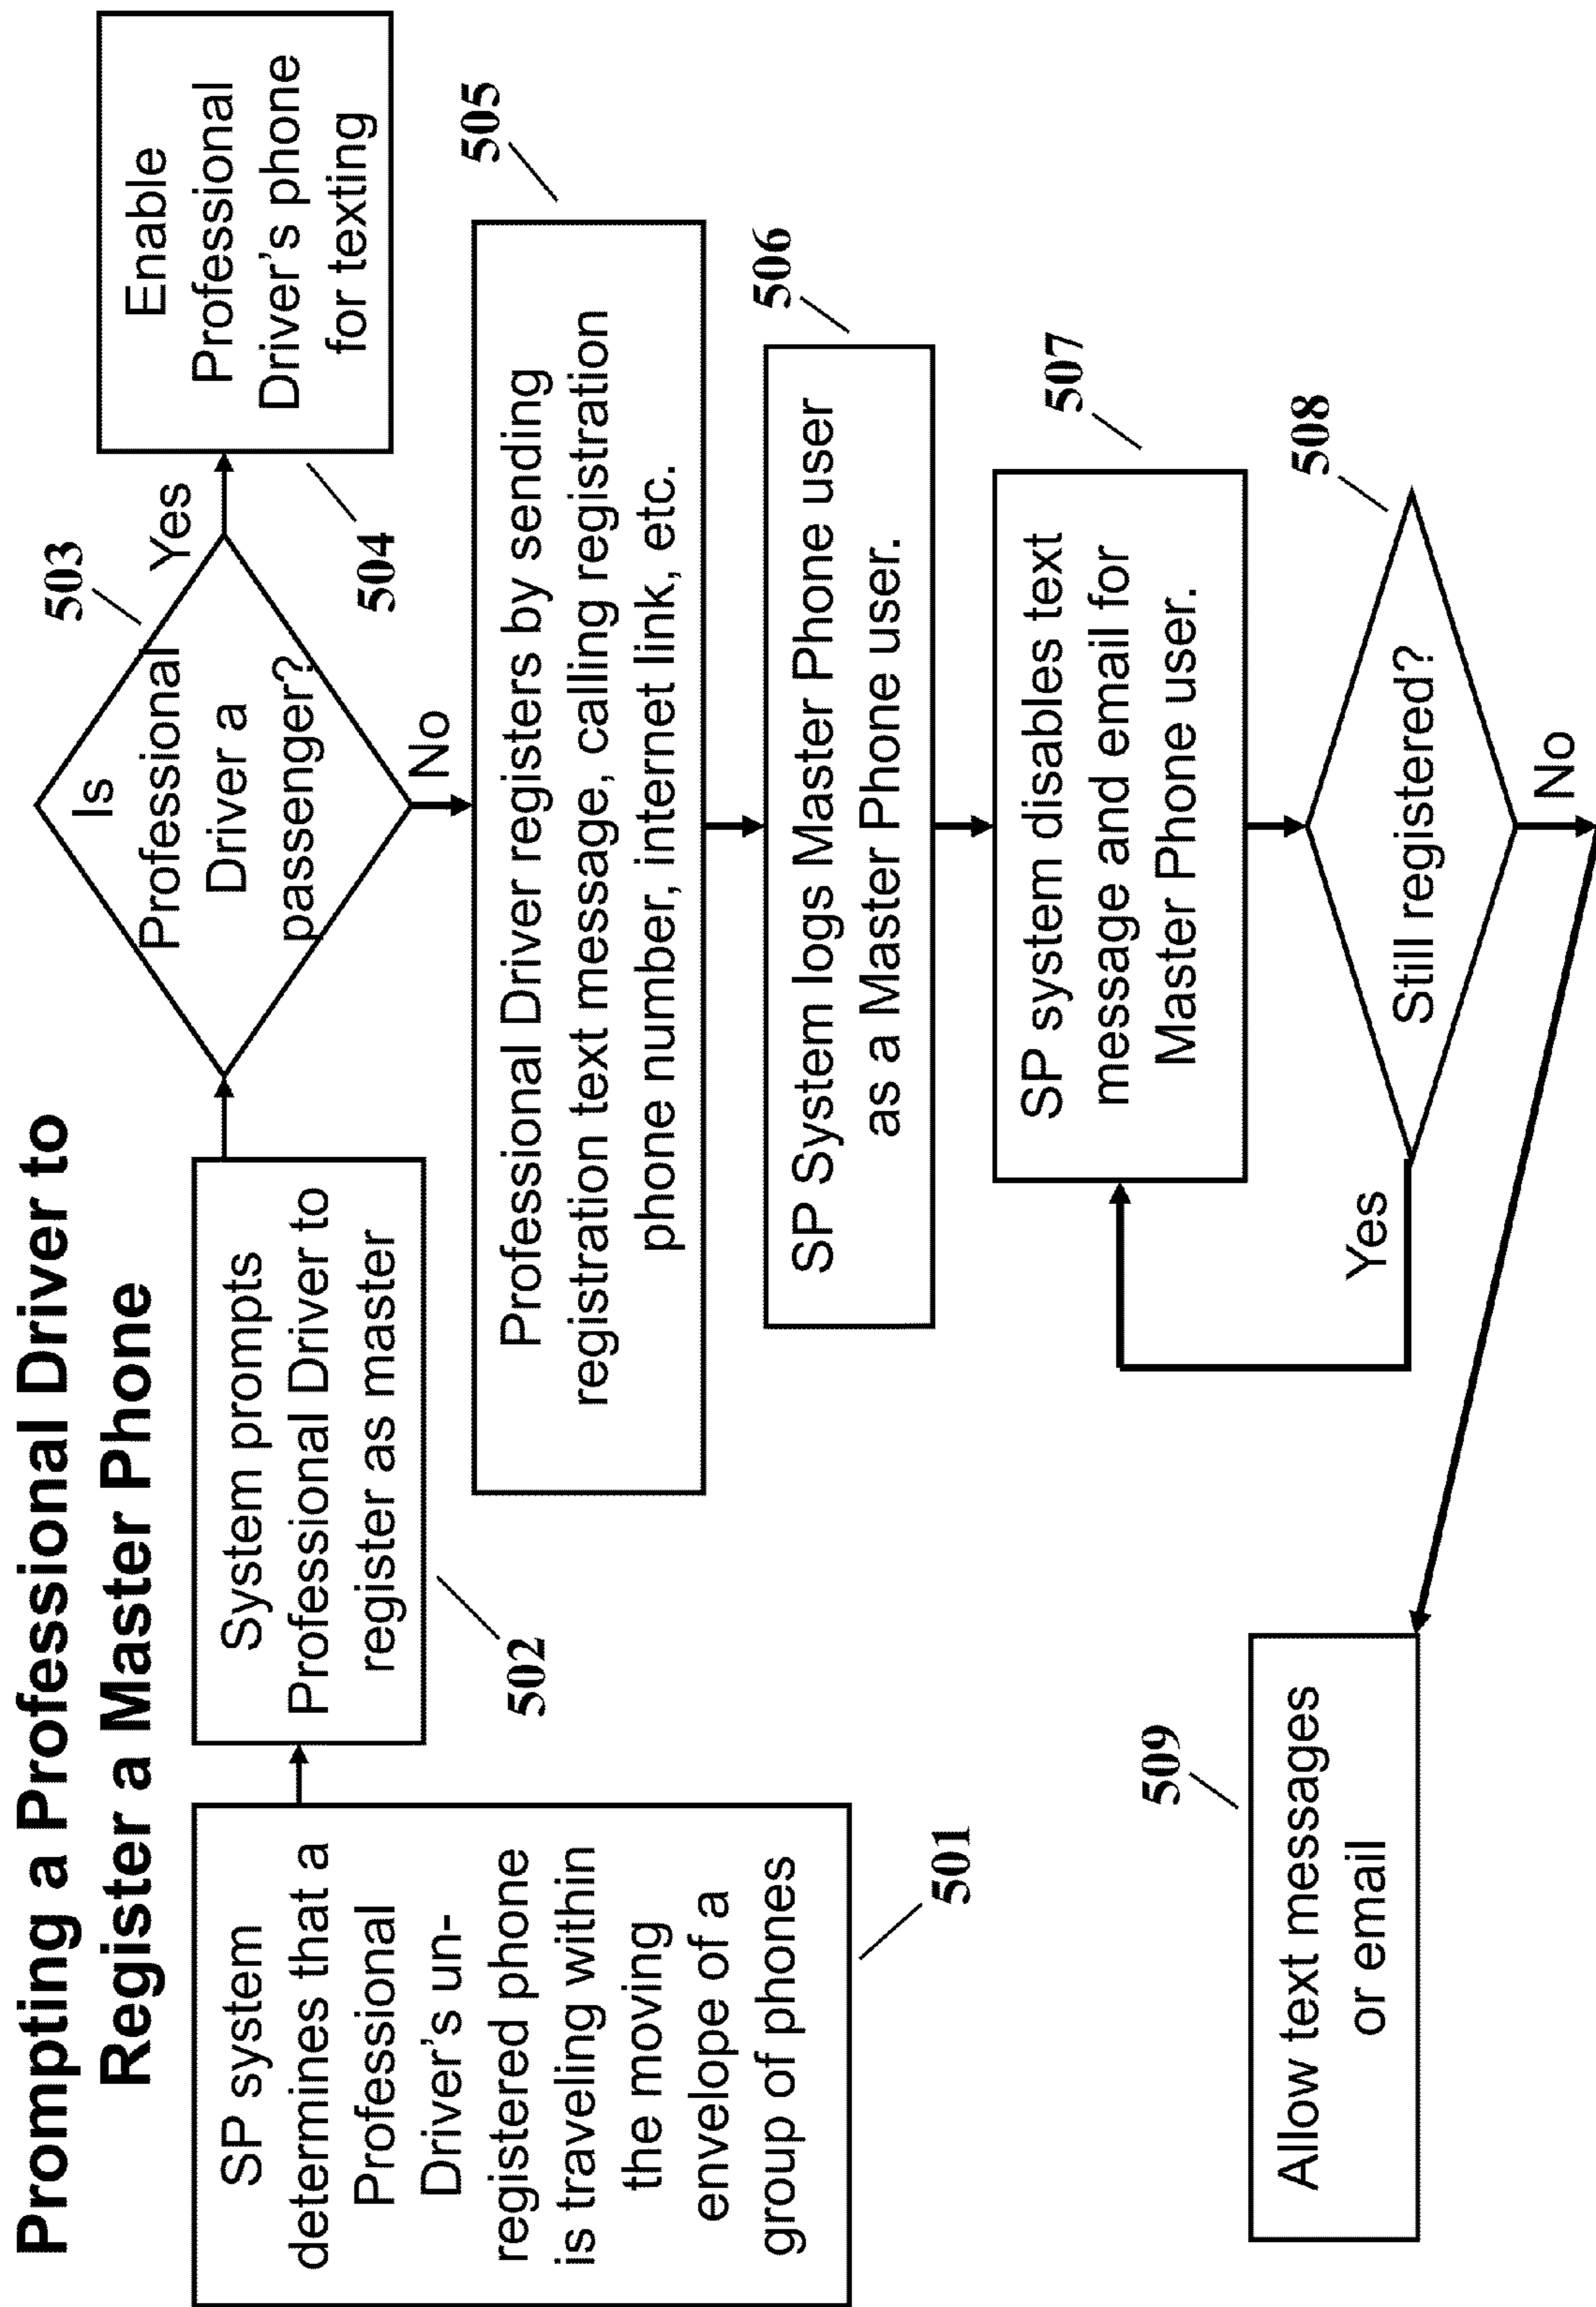 Prompting a Professional Driver to
Register a Master Phone
SP system
determines that a
Professional
Driver's un-
registered phone
is traveling within
the moving
envelope of a
group of phones
501
System prompts
Professional Driver to
register as master
502
Is
Professional
Driver a
passenger?
503
Yes
No
Enable
Professional
Driver's phone
for texting
504
Professional Driver registers by sending
registration text message, calling registration
phone number, internet link, etc.
505
SP System logs Master Phone user
as a Master Phone user.
506
SP system disables text
message and email for
Master Phone user.
507
Still registered?
508
Yes
No
Allow text messages
or email
509